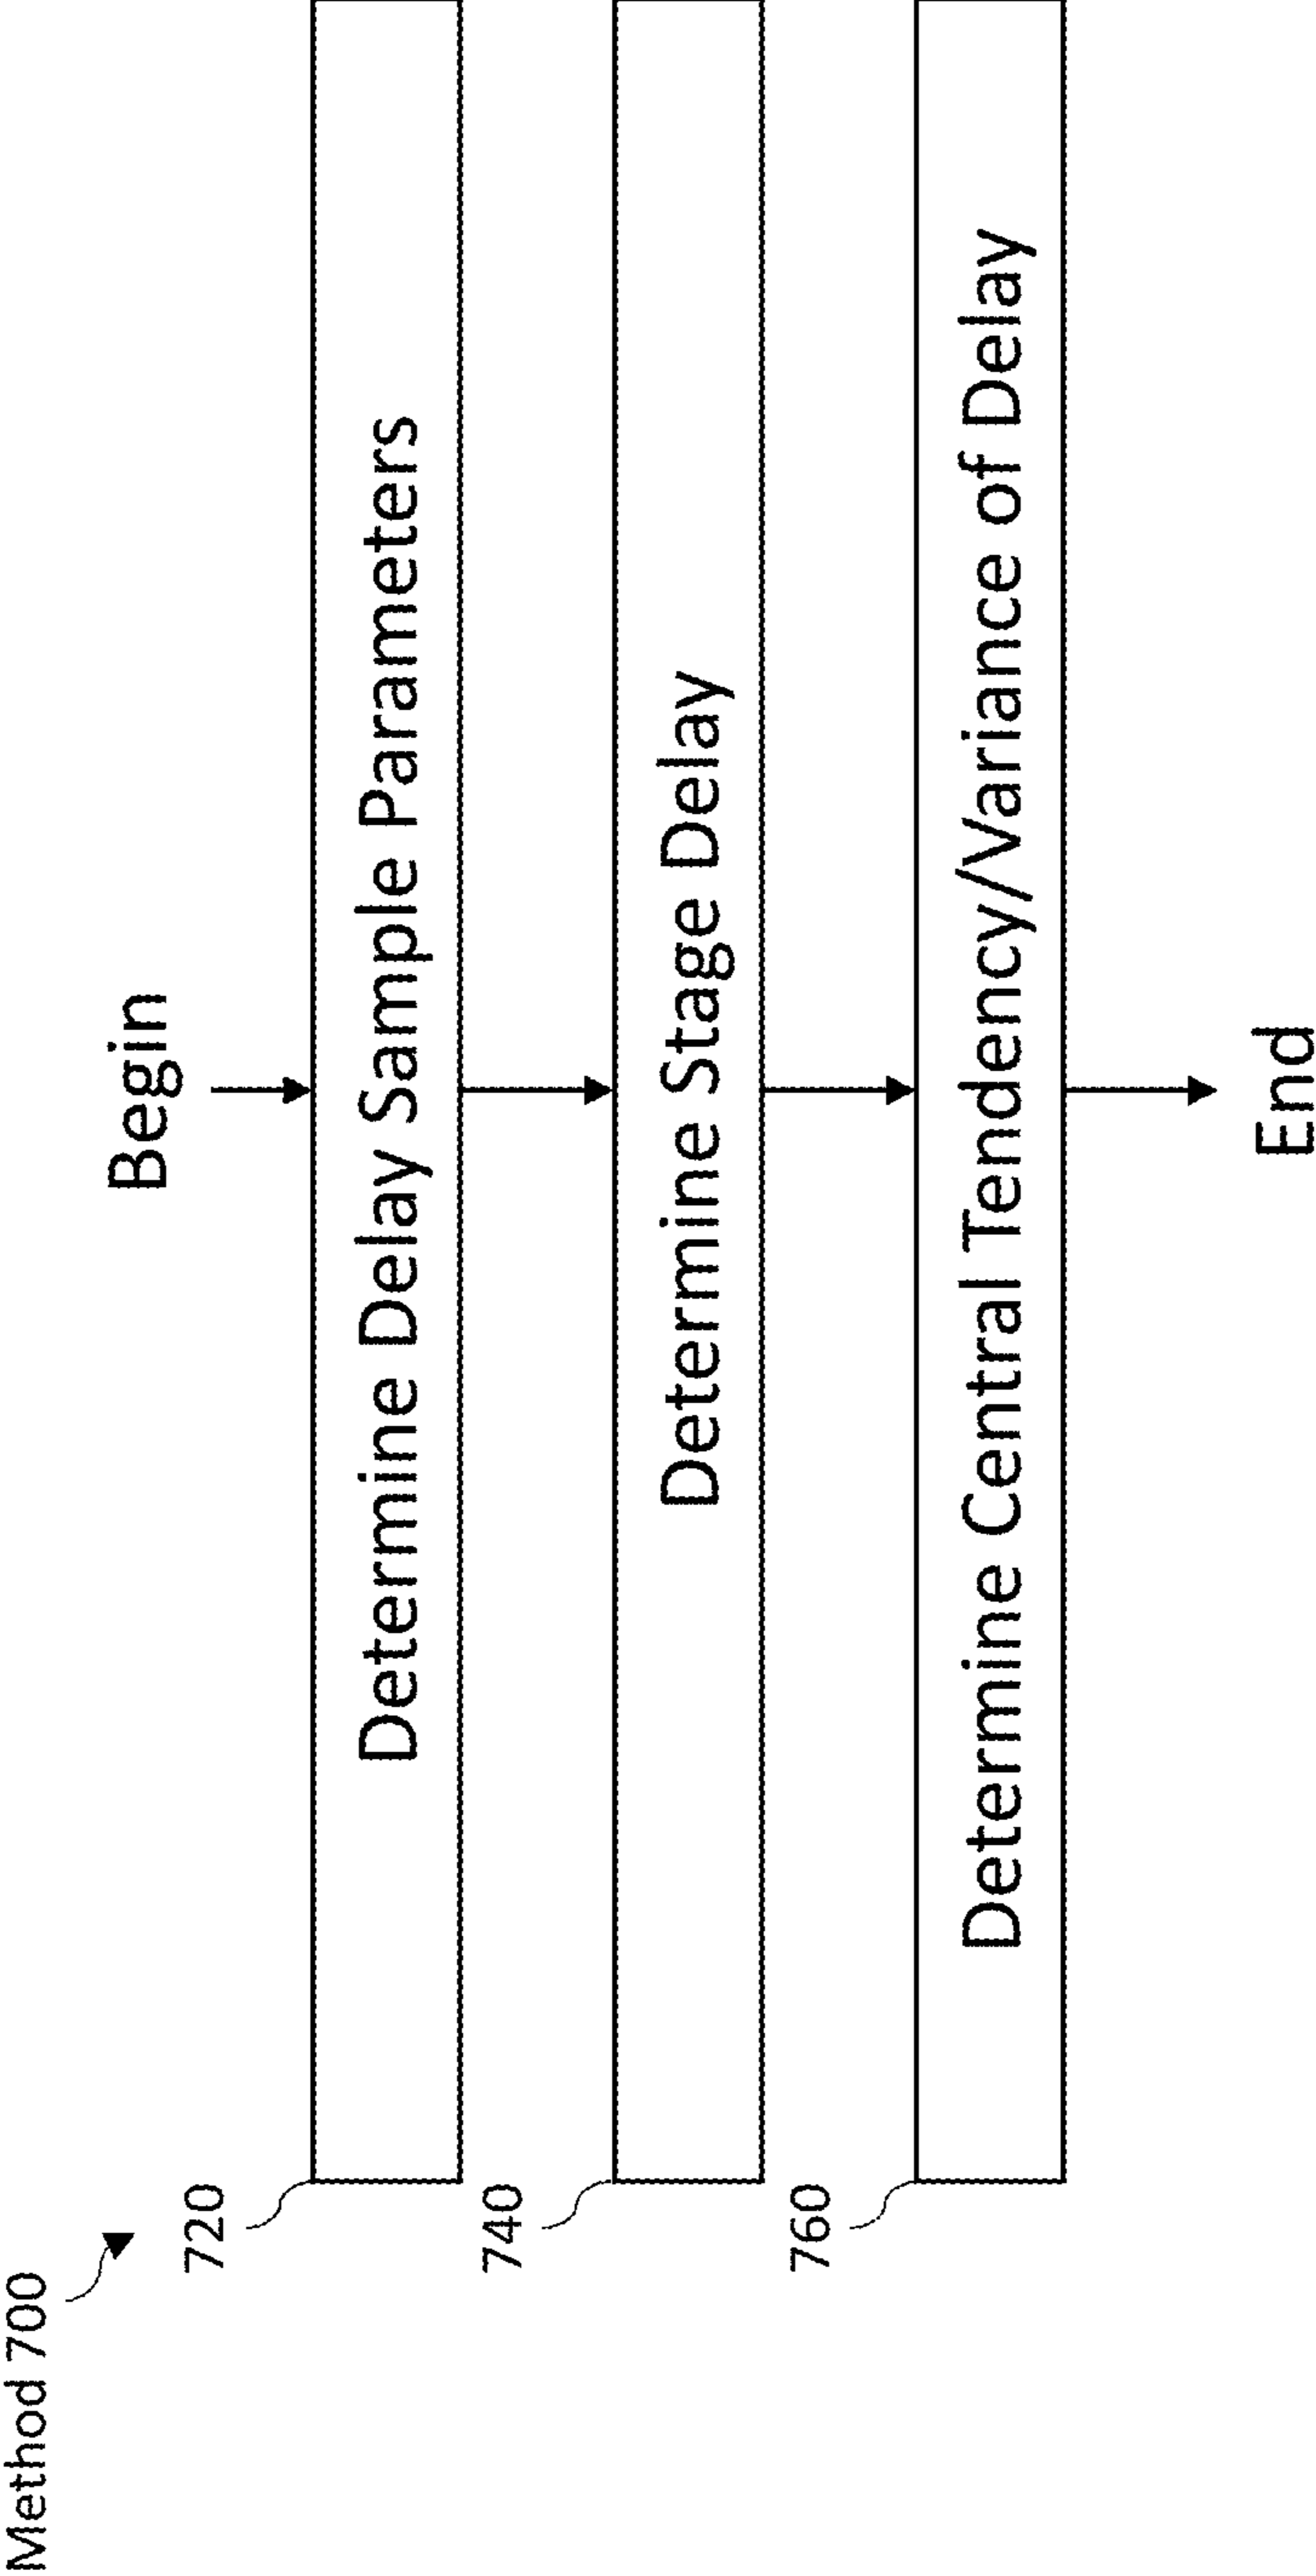 Method 700
Begin
720
Determine Delay Sample Parameters
740
Determine Stage Delay
760
Determine Central Tendency/Variance of Delay
End